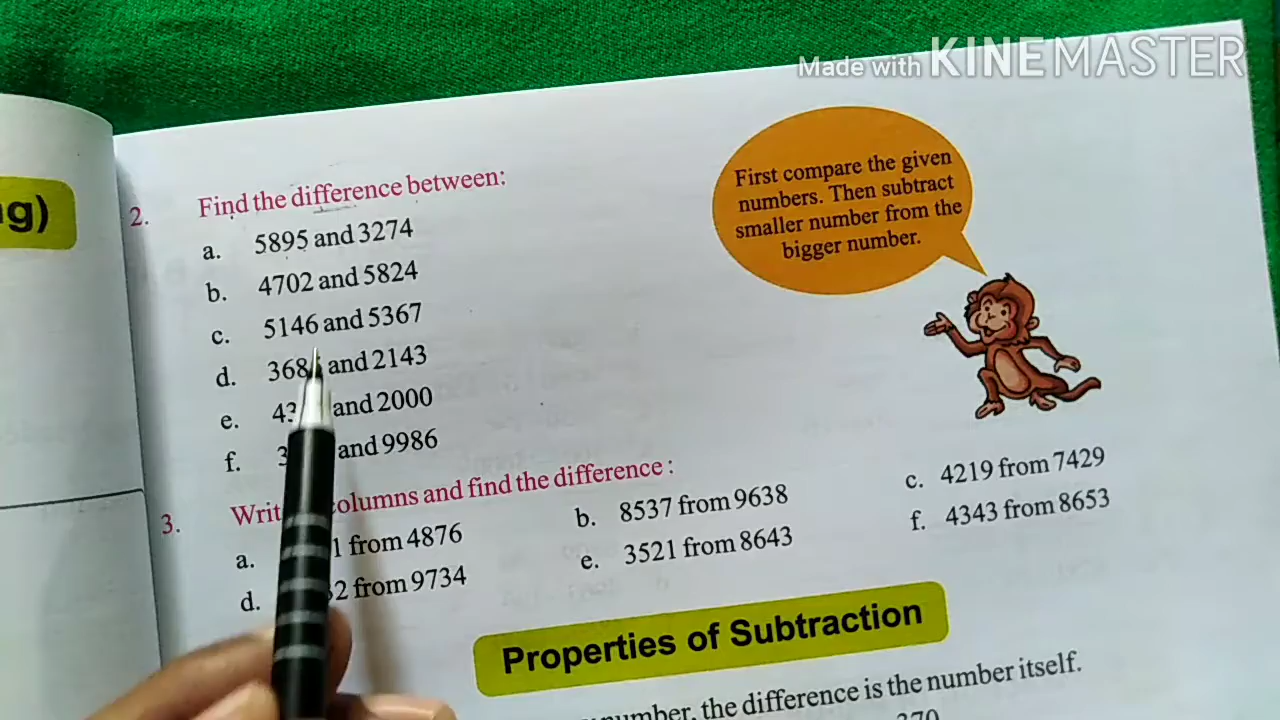 Made with KINEMASTER
g)
2. Find the difference between:
a. 5895 and 3274
b. 4702 and 5824
c. 5146 and 5367
d. and 2143
e. and 2000
f. and 9986
First compare the given
numbers. Then subtract
smaller number from the
bigger number.
3. columns and find the difference :
a. from 4876
b. 8537 from 9638
c. 4219 from 7429
d. from 9734
e. 3521 from 8643
f. 4343 from 8653
Properties of Subtraction
number, the difference is the number itself.